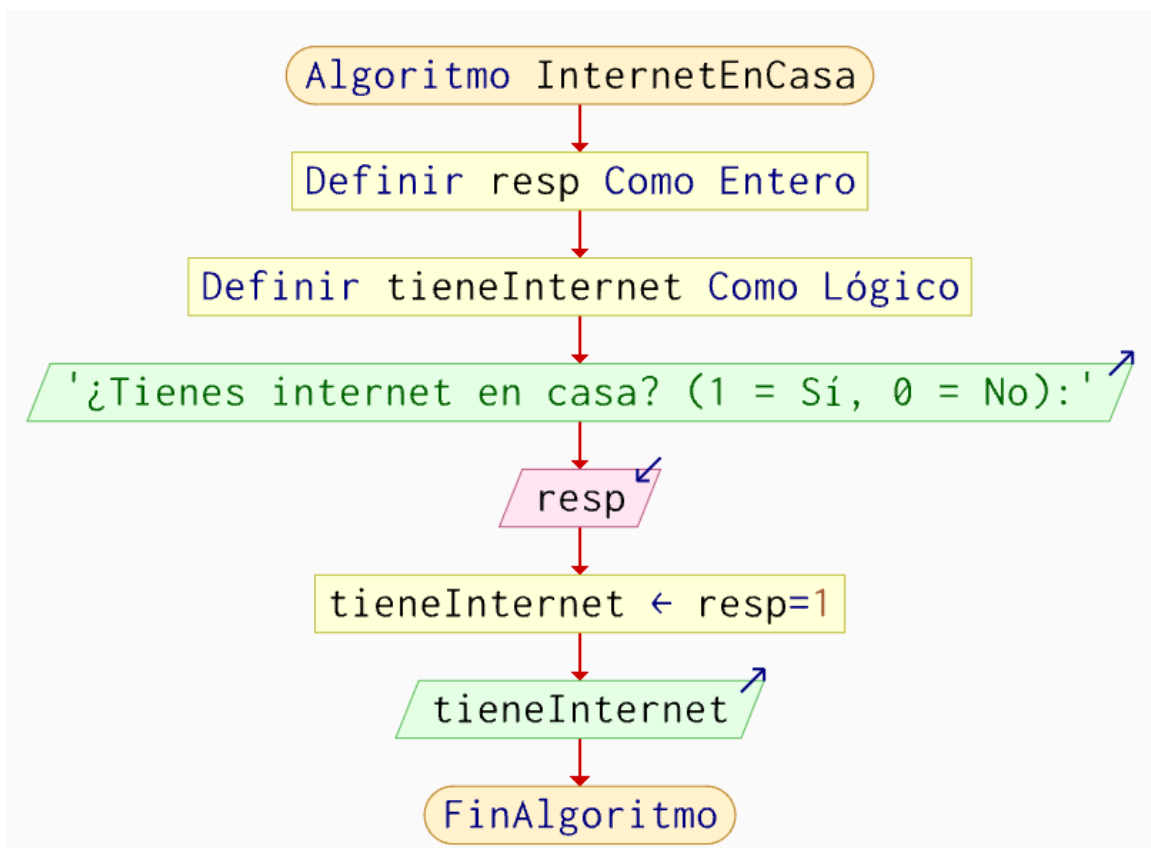 Algoritmo InternetEnCasa
Definir resp Como Entero
Definir tieneInternet Como Lógico
'¿Tienes internet en casa? (1 = Sí, 0 = No):'
resp
tieneInternet ← resp=1
tieneInternet
FinAlgoritmo